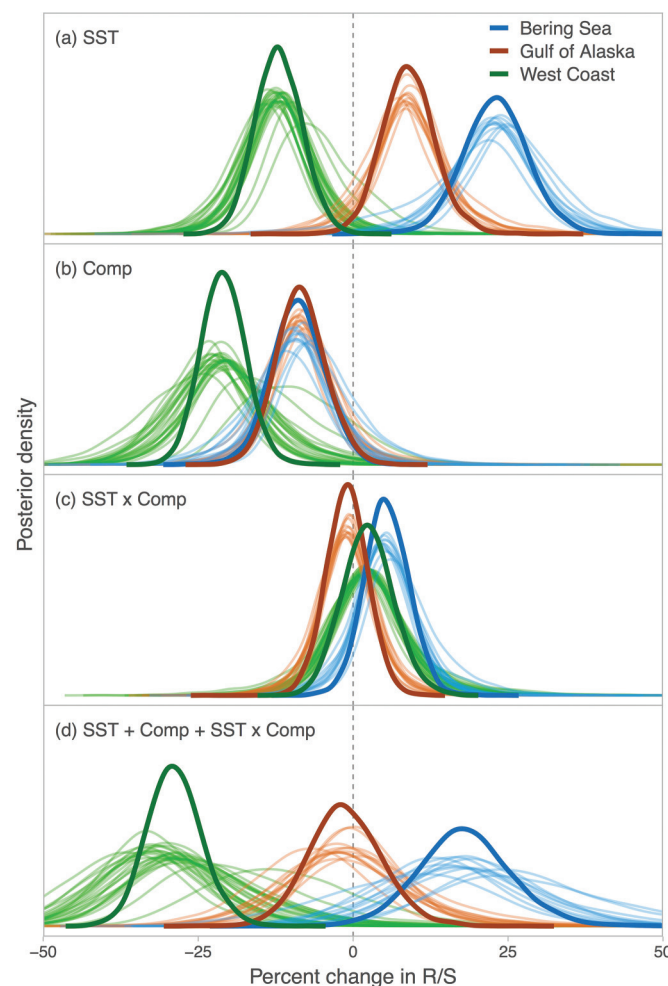 (a) SST
Bering Sea
Gulf of Alaska
West Coast
(b) Comp
(c) SST x Comp
(d) SST + Comp + SST x Comp
Posterior density
−50 −25 0 25 50
Percent change in R/S